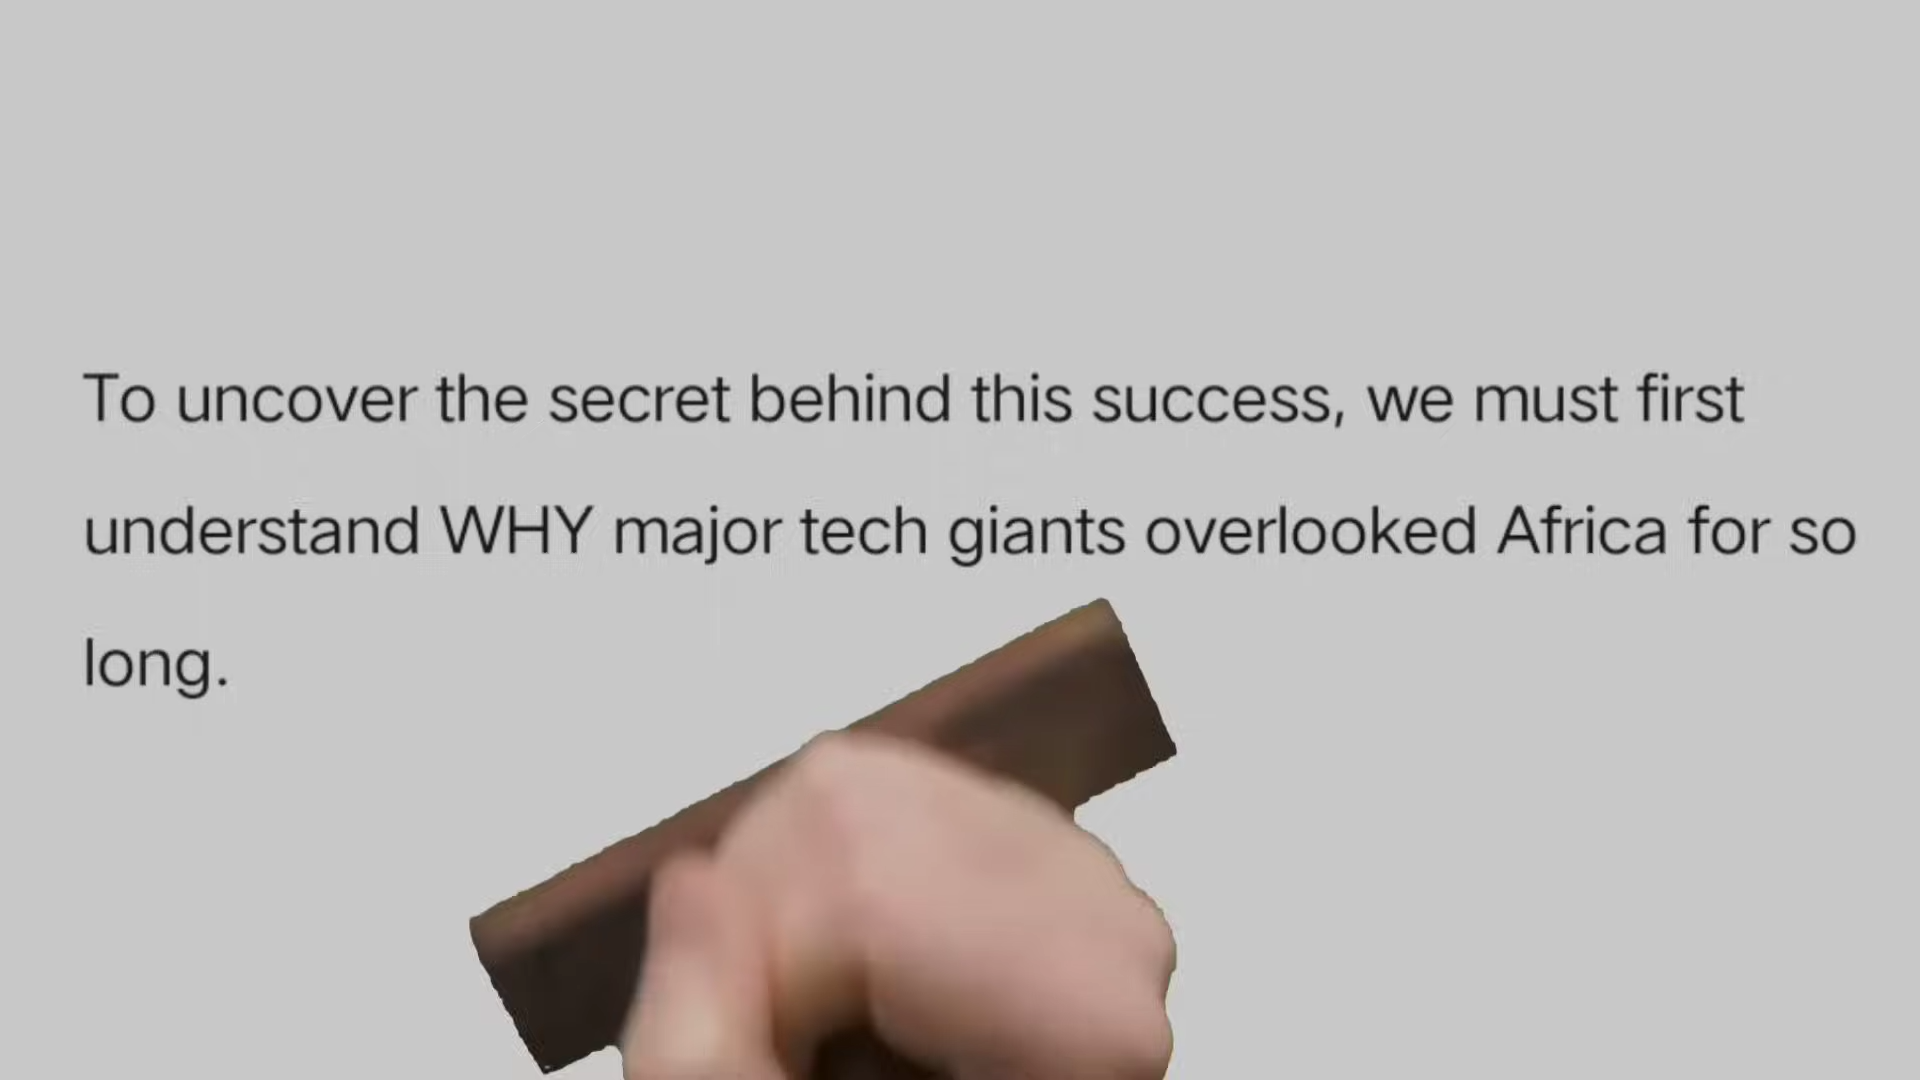 To uncover the secret behind this success, we must first
understand WHY major tech giants overlooked Africa for so
long.